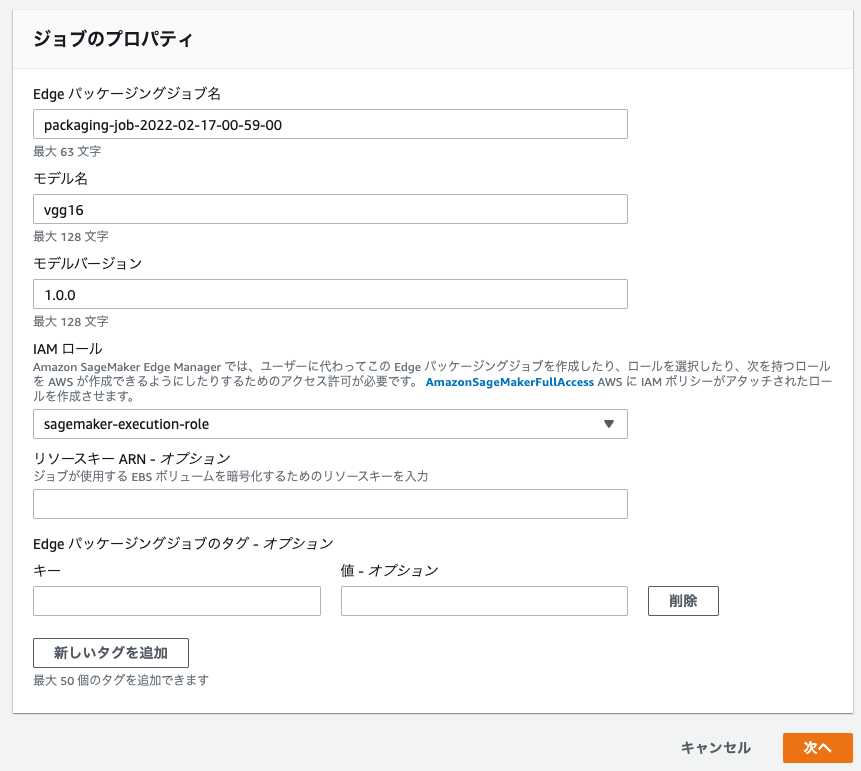 ジョブのプロパティ
Edge パッケージングジョブ名
packaging-job-2022-02-17-00-59-00
最大 63 文字
モデル名
vgg16
最大 128 文字
モデルバージョン
1.0.0
最大 128 文字
IAM ロール
Amazon SageMaker Edge Manager では、ユーザーに代わってこの Edge パッケージングジョブを作成したり、ロールを選択したり、次を持つロール
を AWS が作成できるようにしたりするためのアクセス許可が必要です。 AmazonSageMakerFullAccess AWS に IAM ポリシーがアタッチされたロー
ルを作成させます。
sagemaker-execution-role
リソースキー ARN - オプション
ジョブが使用する EBS ボリュームを暗号化するためのリソースキーを入力
Edge パッケージングジョブのタグ - オプション
キー
値 - オプション
削除
新しいタグを追加
最大 50 個のタグを追加できます
キャンセル
次へ